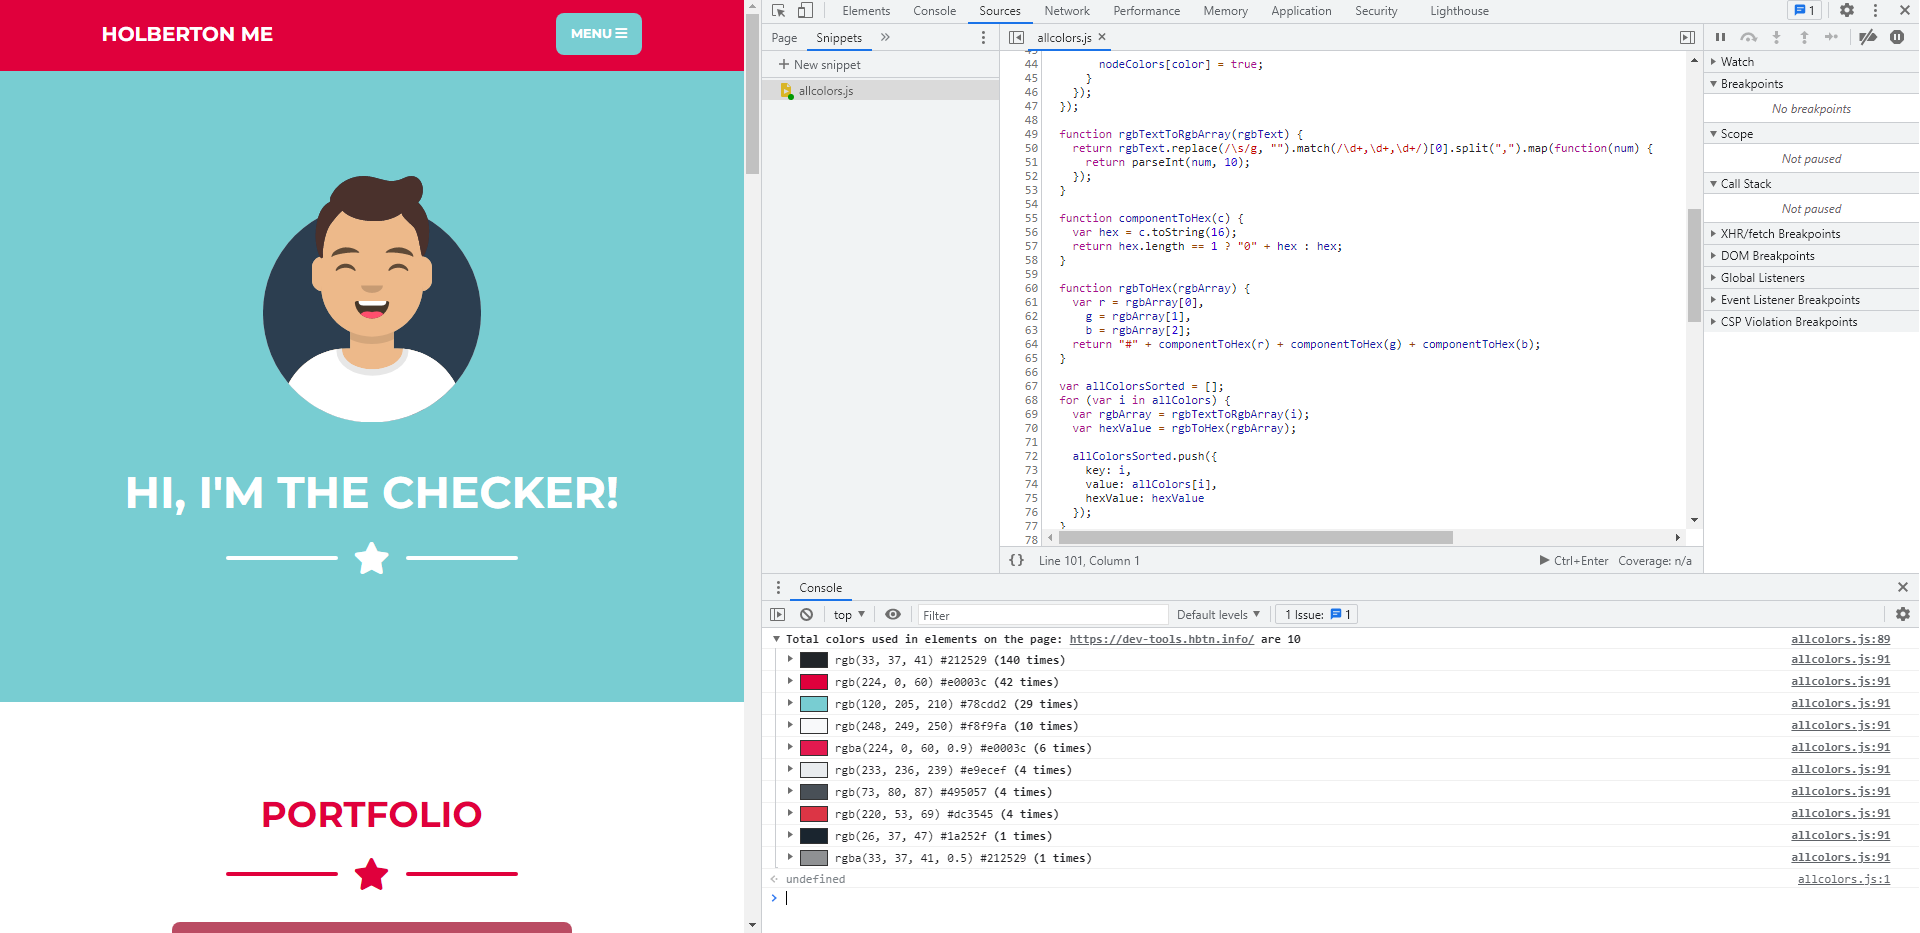 HOLBERTON ME
MENU
HI, I'M THE CHECKER!
PORTFOLIO
Elements Console Sources Network Performance Memory Application Security Lighthouse 1
Page Snippets
New snippet
allcolors.js
allcolors.js
44 nodeColors[color] = true;
45 }
46 });
47 });
48
49 function rgbTextToRgbArray(rgbText) {
50 return rgbText.replace(/\s/g, "").match(/\d+,\d+,\d+/)[0].split(",").map(function(num) {
51 return parseInt(num, 10);
52 });
53 }
54
55 function componentToHex(c) {
56 var hex = c.toString(16);
57 return hex.length == 1 ? "0" + hex : hex;
58 }
59
60 function rgbToHex(rgbArray) {
61 var r = rgbArray[0],
62 g = rgbArray[1],
63 b = rgbArray[2];
64 return "#" + componentToHex(r) + componentToHex(g) + componentToHex(b);
65 }
66
67 var allColorsSorted = [];
68 for (var i in allColors) {
69 var rgbArray = rgbTextToRgbArray(i);
70 var hexValue = rgbToHex(rgbArray);
71
72 allColorsSorted.push({
73 key: i,
74 value: allColors[i],
75 hexValue: hexValue
76 });
77 }
78
{} Line 101, Column 1 Ctrl+Enter Coverage: n/a
Watch
Breakpoints
No breakpoints
Scope
Not paused
Call Stack
Not paused
XHR/fetch Breakpoints
DOM Breakpoints
Global Listeners
Event Listener Breakpoints
CSP Violation Breakpoints
Console
top Filter Default levels 1 Issue: 1
Total colors used in elements on the page: https://dev-tools.hbtn.info/ are 10 allcolors.js:89
rgb(33, 37, 41) #212529 (140 times) allcolors.js:91
rgb(224, 0, 60) #e0003c (42 times) allcolors.js:91
rgb(120, 205, 210) #78cdd2 (29 times) allcolors.js:91
rgb(248, 249, 250) #f8f9fa (10 times) allcolors.js:91
rgba(224, 0, 60, 0.9) #e0003c (6 times) allcolors.js:91
rgb(233, 236, 239) #e9ecef (4 times) allcolors.js:91
rgb(73, 80, 87) #495057 (4 times) allcolors.js:91
rgb(220, 53, 69) #dc3545 (4 times) allcolors.js:91
rgb(26, 37, 47) #1a252f (1 times) allcolors.js:91
rgba(33, 37, 41, 0.5) #212529 (1 times) allcolors.js:91
undefined allcolors.js:1